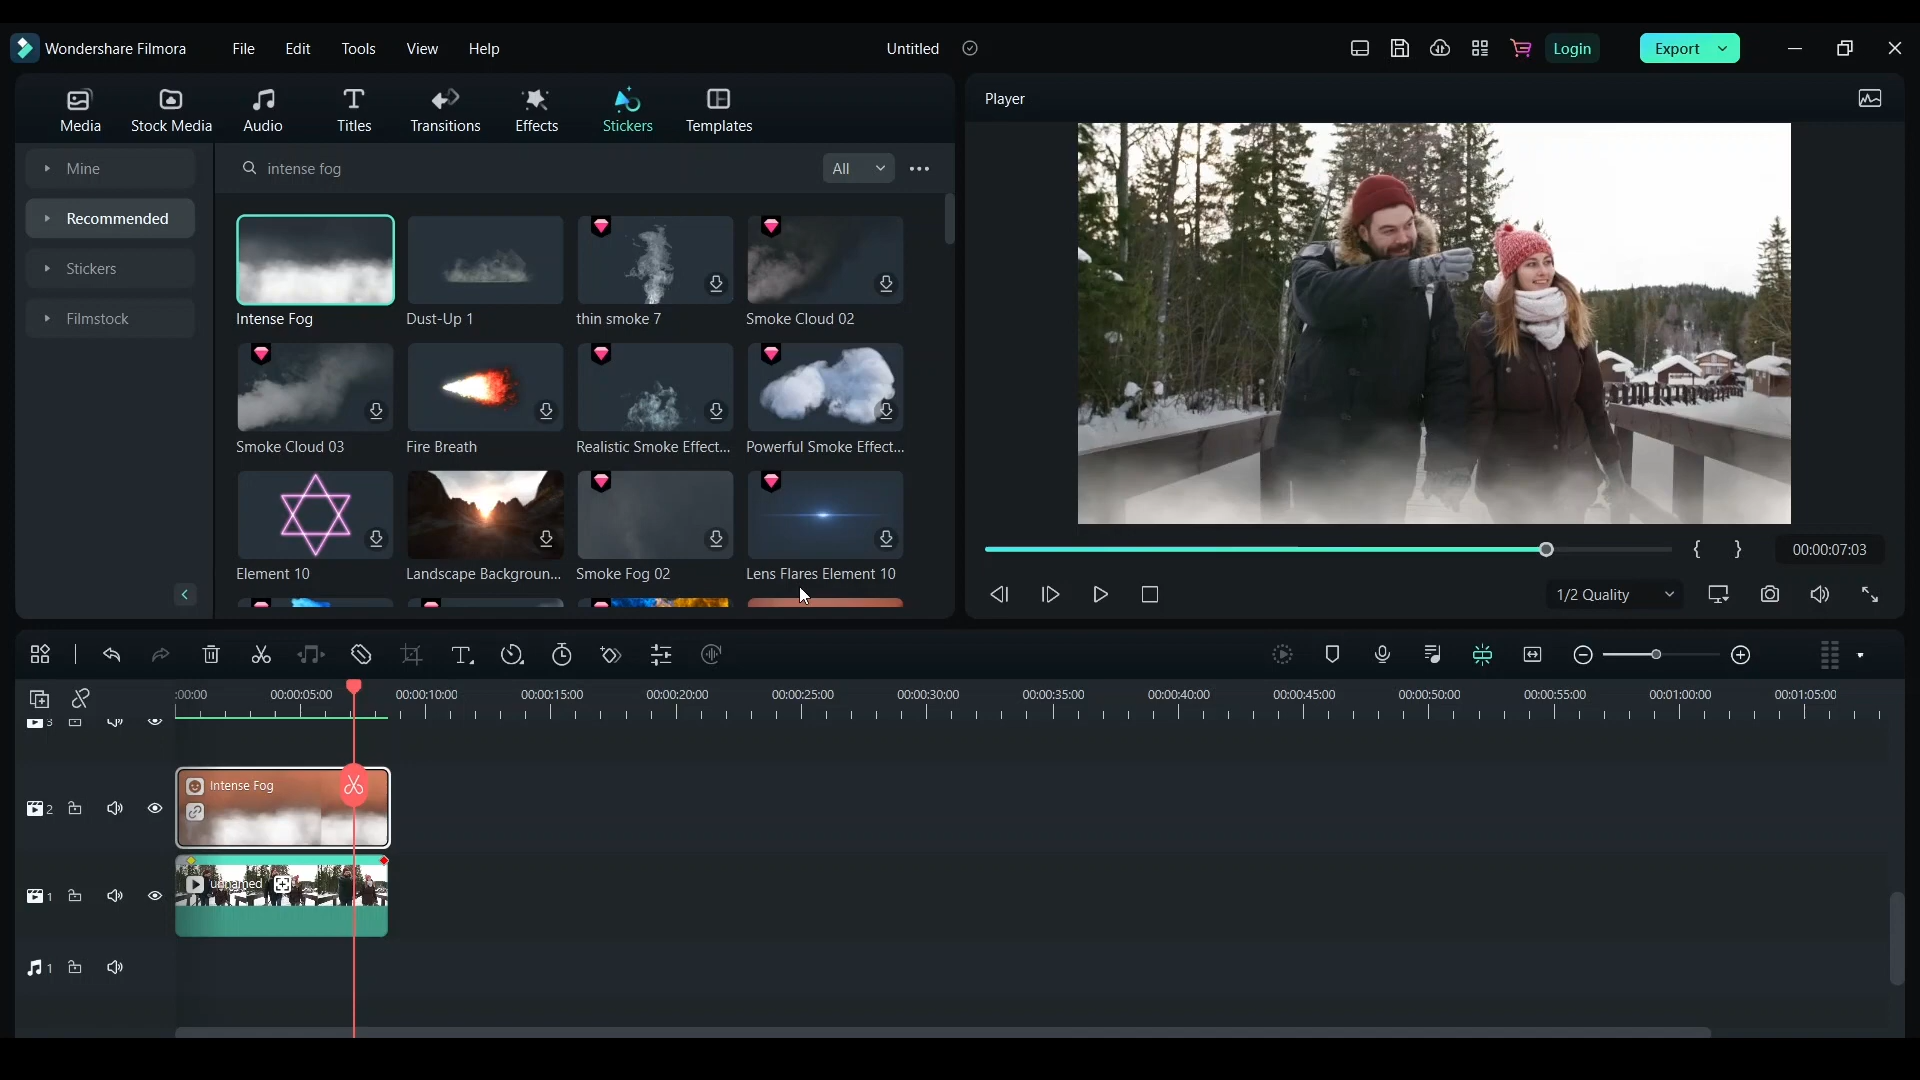 Wondershare Filmora File Edit Tools View Help Untitled Login Export
Media Stock Media Audio Titles Transitions Effects Stickers Templates
Player
Mine
Recommended
Stickers
Filmstock
intense fog All
Intense Fog Dust-Up 1 thin smoke 7 Smoke Cloud 02
Smoke Cloud 03 Fire Breath Realistic Smoke Effect... Powerful Smoke Effect...
Element 10 Landscape Backgroun... Smoke Fog 02 Lens Flares Element 10
00:00:07:03
1/2 Quality
:00:00 00:00:05:00 00:00:10:00 00:00:15:00 00:00:20:00 00:00:25:00 00:00:30:00 00:00:35:00 00:00:40:00 00:00:45:00 00:00:50:00 00:00:55:00 00:01:00:00 00:01:05:00
3
Intense Fog
2
unnamed
1
1